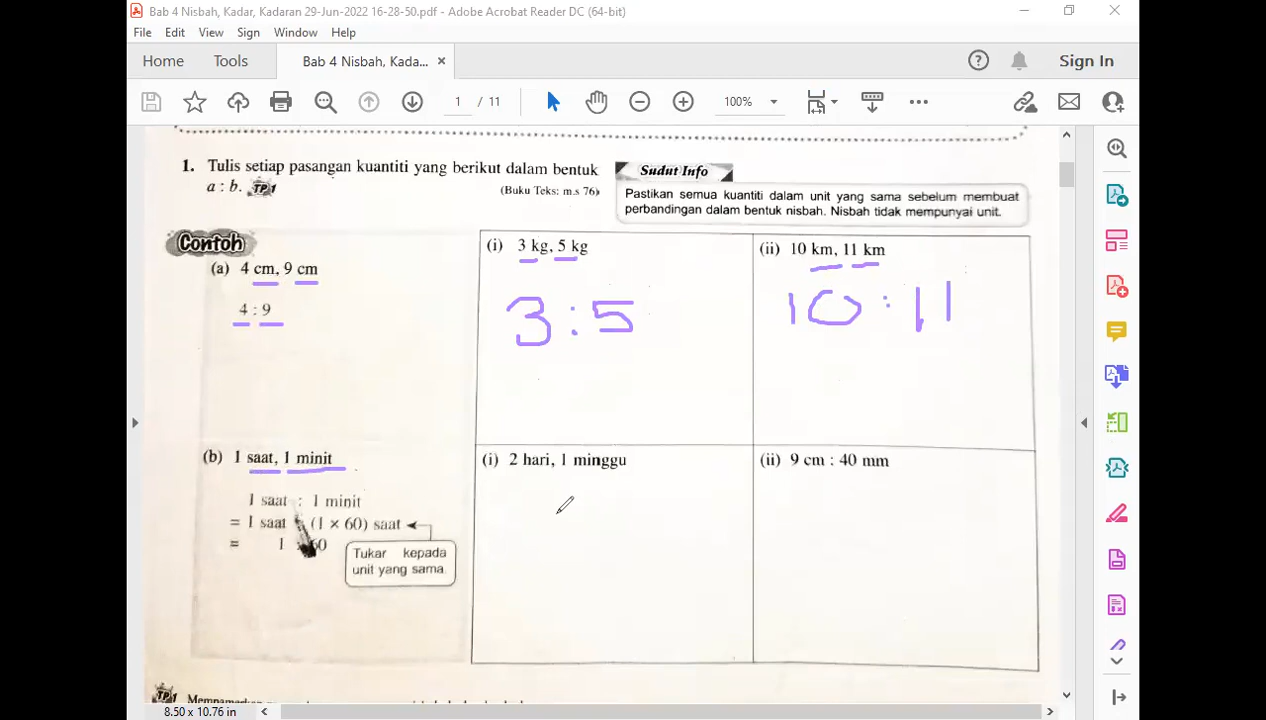 Bab 4 Nisbah, Kadar, Kadaran 29-Jun-2022 16-28-50.pdf - Adobe Acrobat Reader DC (64-bit)
File Edit View Sign Window Help
Home Tools Bab 4 Nisbah, Kada... × Sign In
1 / 11 100%
1. Tulis setiap pasangan kuantiti yang berikut dalam bentuk
a : b. TP1 (Buku Teks: m.s 76)
Sudut Info
Pastikan semua kuantiti dalam unit yang sama sebelum membuat
perbandingan dalam bentuk nisbah. Nisbah tidak mempunyai unit.
Contoh
(a) 4 cm, 9 cm
4 : 9
(i) 3 kg, 5 kg
3 : 5
(ii) 10 km, 11 km
10 : 11
(b) 1 saat, 1 minit
1 saat : 1 minit
= 1 saat : (1 × 60) saat
= 1 : 60
Tukar kepada
unit yang sama.
(i) 2 hari, 1 minggu
(ii) 9 cm : 40 mm
TP1
8.50 x 10.76 in